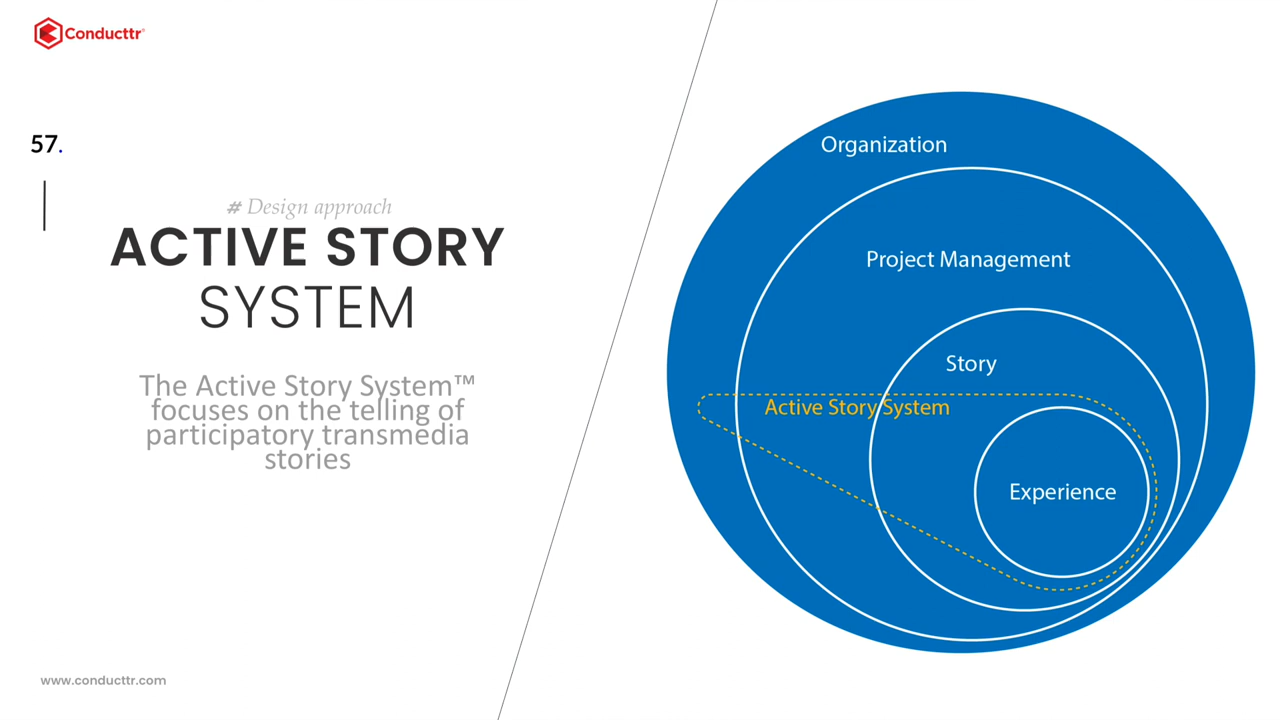 Conducttr®
57.
# Design approach
ACTIVE STORY
SYSTEM
The Active Story System™
focuses on the telling of
participatory transmedia
stories
www.conducttr.com
Organization
Project Management
Story
Active Story System
Experience